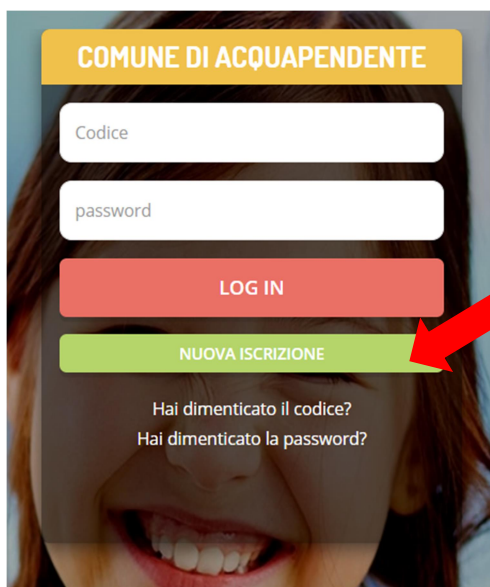 COMUNE DI ACQUAPENDENTE
Codice
password
LOG IN
NUOVA ISCRIZIONE
Hai dimenticato il codice?
Hai dimenticato la password?